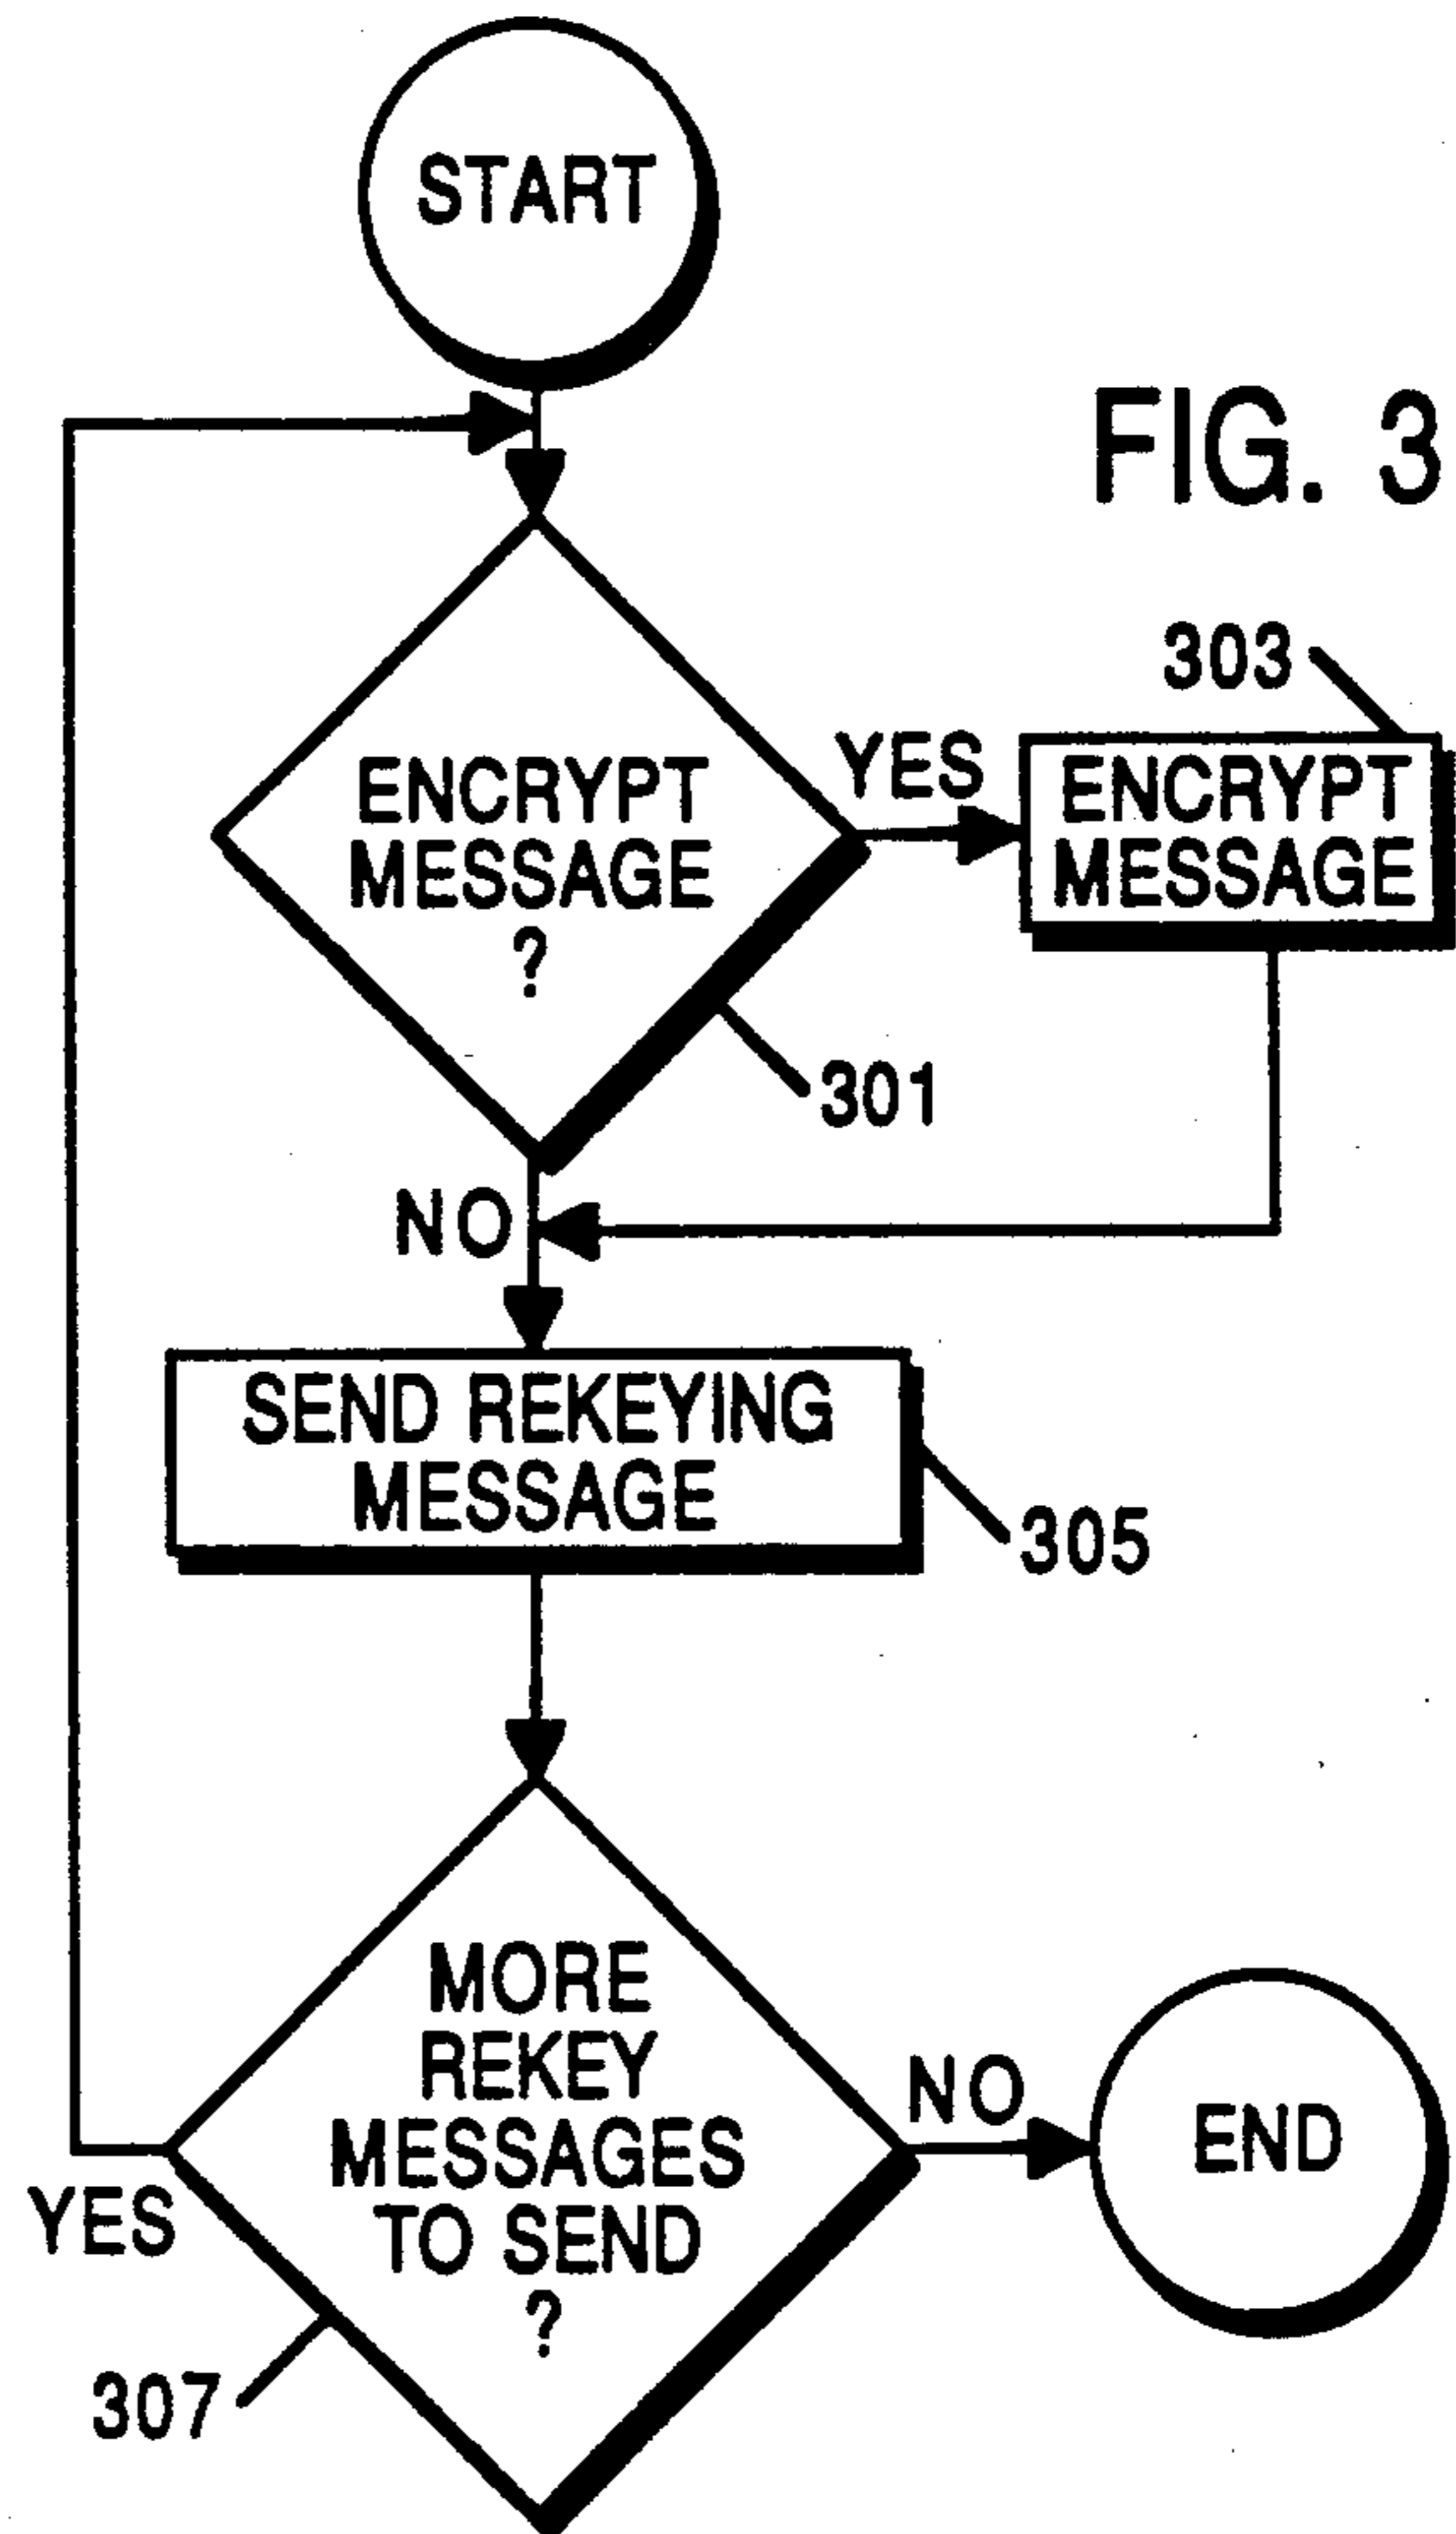 START
FIG. 3
303
ENCRYPT
MESSAGE
?
YES
ENCRYPT
MESSAGE
301
NO
SEND REKEYING
MESSAGE
305
MORE
REKEY
MESSAGES
TO SEND
?
NO
END
YES
307